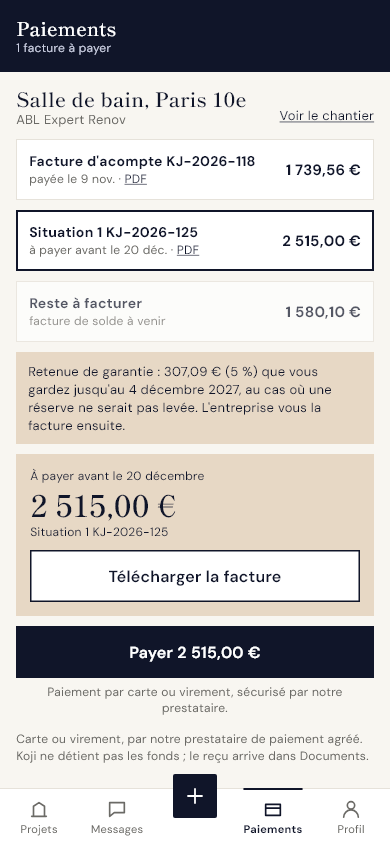 Paiements
1 facture à payer
Salle de bain, Paris 10e
ABL Expert Renov
Voir le chantier
Facture d'acompte KJ-2026-118
payée le 9 nov. · PDF
1 739,56 €
Situation 1 KJ-2026-125
à payer avant le 20 déc. · PDF
2 515,00 €
Reste à facturer
facture de solde à venir
1 580,10 €
Retenue de garantie : 307,09 € (5 %) que vous
gardez jusqu'au 4 décembre 2027, au cas où une
réserve ne serait pas levée. L'entreprise vous la
facture ensuite.
À payer avant le 20 décembre
2 515,00 €
Situation 1 KJ-2026-125
Télécharger la facture
Payer 2 515,00 €
Paiement par carte ou virement, sécurisé par notre
prestataire.
Carte ou virement, par notre prestataire de paiement agréé.
Koji ne détient pas les fonds ; le reçu arrive dans Documents.
Projets
Messages
Paiements
Profil